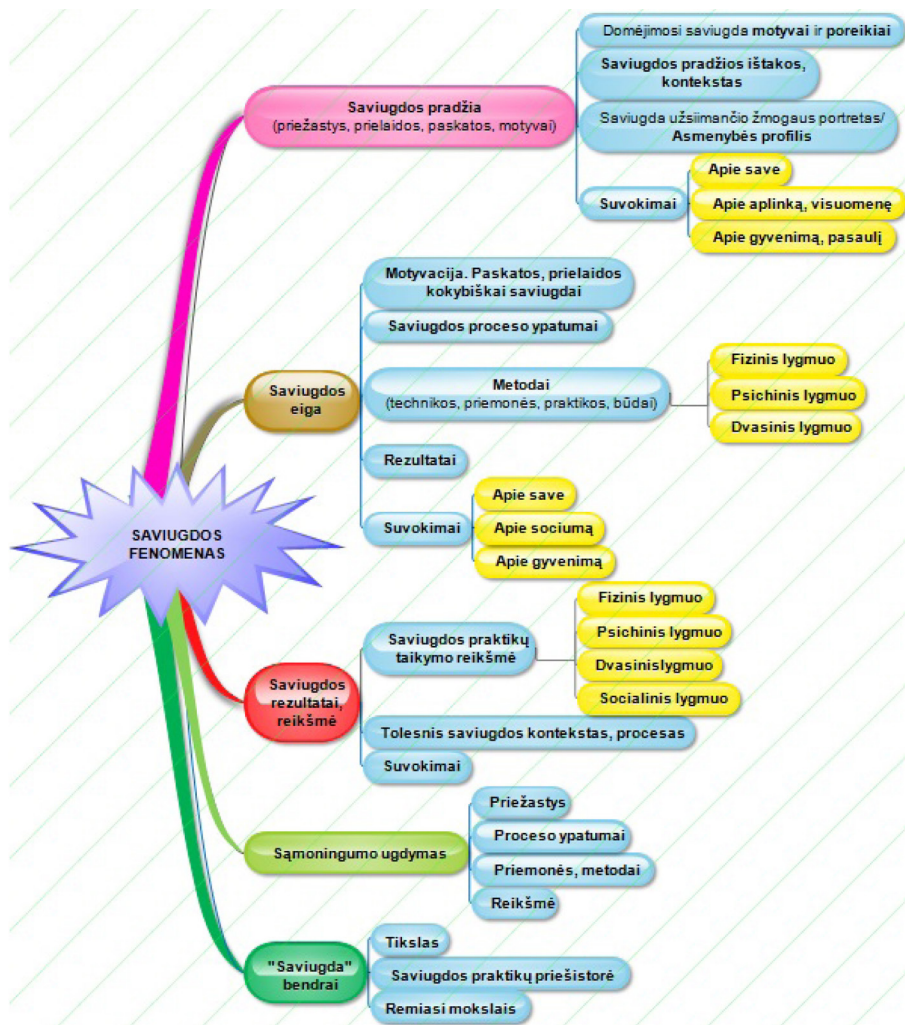 Domėjimosi saviugda motyvai ir poreikiai
Saviugdos pradžios ištakos,
kontekstas
Saviugdos pradžia
(priežastys, prielaidos, paskatos, motyvai)
Saviugda užsiimančio žmogaus portretas/
Asmenybės profilis
Suvokimai
Apie save
Apie aplinką, visuomenę
Apie gyvenimą, pasaulį
Saviugdos
eiga
Motyvacija. Paskatos, prielaidos
kokybiškai saviugdai
Saviugdos proceso ypatumai
Metodai
(technikos, priemonės, praktikos, būdai)
Fizinis lygmuo
Psichinis lygmuo
Dvasinis lygmuo
Rezultatai
Suvokimai
Apie save
Apie sociumą
Apie gyvenimą
SAVIUGDOS
FENOMENAS
Saviugdos
rezultatai,
reikšmė
Saviugdos praktikų
taikymo reikšmė
Fizinis lygmuo
Psichinis lygmuo
Dvasinislygmuo
Socialinis lygmuo
Tolesnis saviugdos kontekstas, procesas
Suvokimai
Sąmoningumo ugdymas
Priežastys
Proceso ypatumai
Priemonės, metodai
Reikšmė
"Saviugda"
bendrai
Tikslas
Saviugdos praktikų priešistorė
Remiasi mokslais